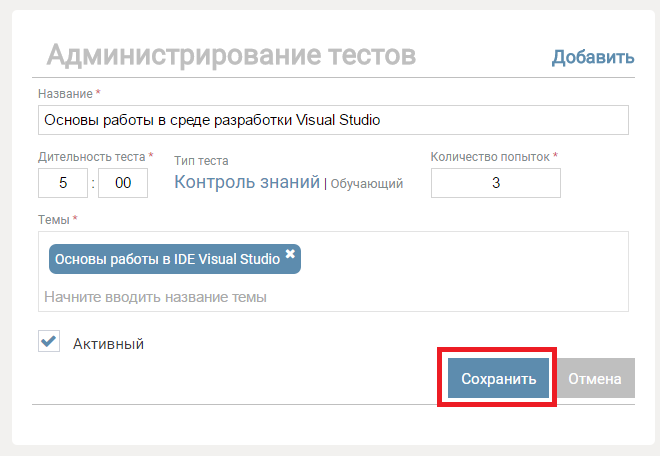 Администрирование тестов
Добавить
Название *
Основы работы в среде разработки Visual Studio
Дительность теста * Тип теста Количество попыток *
5 : 00 Контроль знаний | Обучающий 3
Темы *
Основы работы в IDE Visual Studio ✖
Начните вводить название темы
Активный
Сохранить Отмена